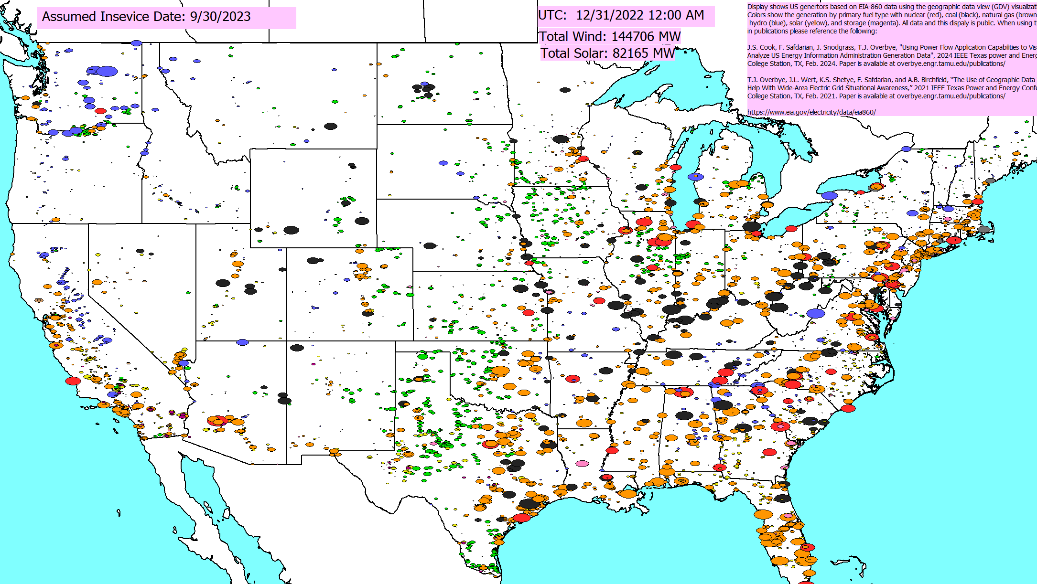 Assumed Insevice Date: 9/30/2023
UTC: 12/31/2022 12:00 AM
Total Wind: 144706 MW
Total Solar: 82165 MW
Display shows US genertors based on EIA 860 data using the geographic data view (GDV) visualizat
Colors show the generation by primary fuel type with nuclear (red), coal (black), natural gas (brown
hydro (blue), solar (yellow), and storage (magenta). All data and this dispaly is public. When using t
in publications please reference the following:
J.S. Cook, F. Safdarian, J. Snodgrass, T.J. Overbye, "Using Power Flow Application Capabilities to Vis
Analyze US Energy Information Administration Generation Data", 2024 IEEE Texas power and Energ
College Station, TX, Feb. 2024. Paper is available at overbye.engr.tamu.edu/publications/
T.J. Overbye, J.L. Wert, K.S. Shetye, F. Safdarian, and A.B. Birchfield, "The Use of Geographic Data
Help With Wide-Area Electric Grid Situational Awareness," 2021 IEEE Texas Power and Energy Conf
College Station, TX, Feb. 2021. Paper is available at overbye.engr.tamu.edu/publications/
https://www.eia.gov/electricity/data/eia860/